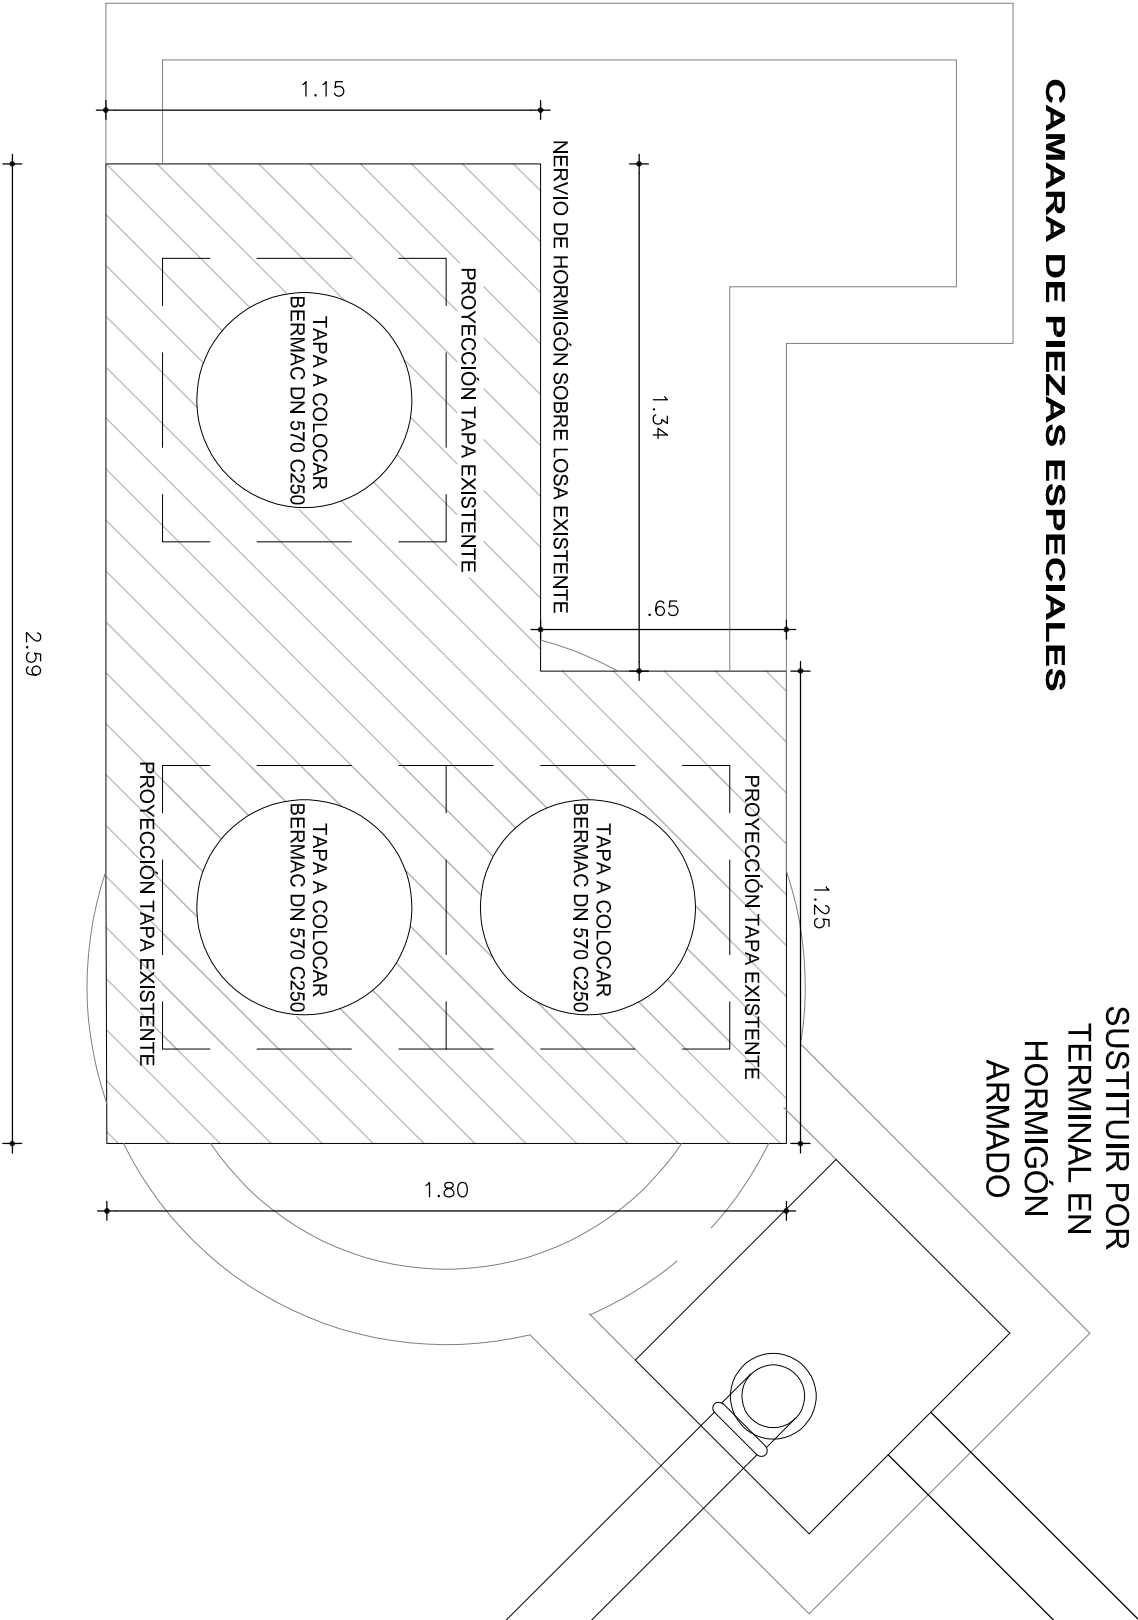 CAMARA DE PIEZAS ESPECIALES
SUSTITUIR POR
TERMINAL EN
HORMIGÓN
ARMADO
1.25
PROYECCIÓN TAPA EXISTENTE
1.34
.65
NERVIO DE HORMIGÓN SOBRE LOSA EXISTENTE
TAPA A COLOCAR
BERMAC DN 570 C250
PROYECCIÓN TAPA EXISTENTE
1.15
TAPA A COLOCAR
BERMAC DN 570 C250
TAPA A COLOCAR
BERMAC DN 570 C250
1.80
PROYECCIÓN TAPA EXISTENTE
2.59